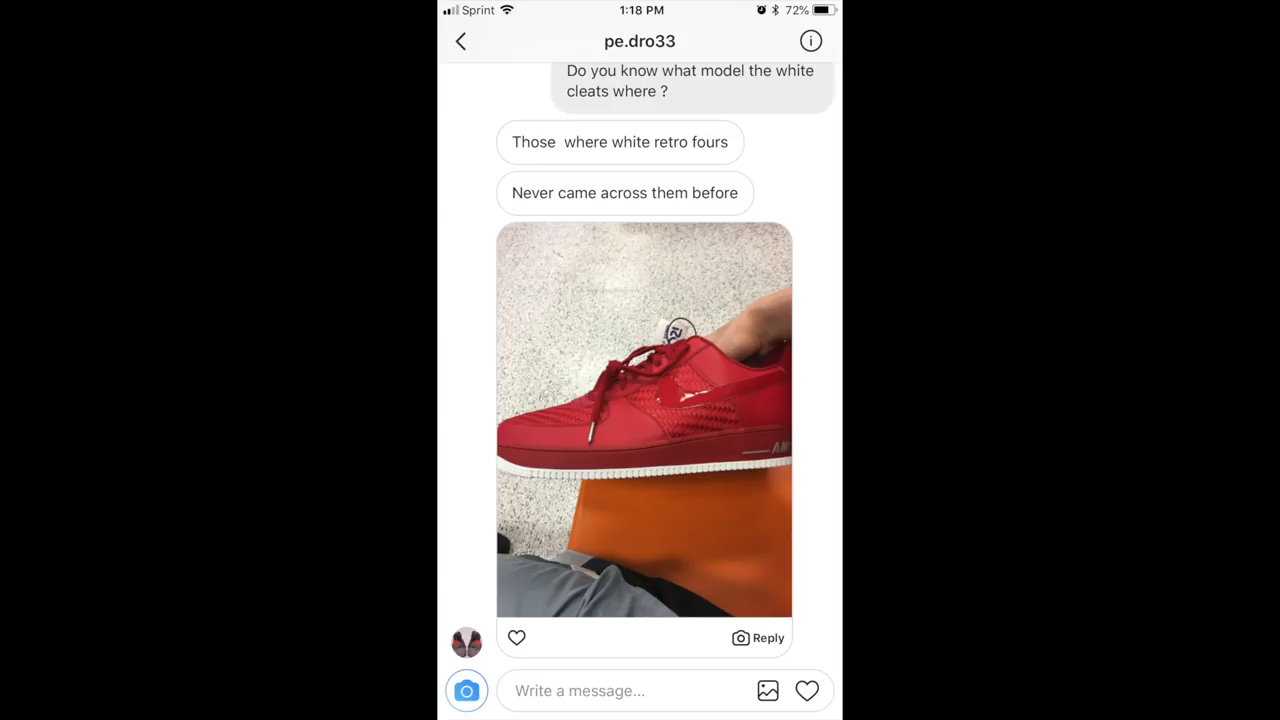 Sprint 1:18 PM 72%
pe.dro33
Do you know what model the white
cleats where ?
Those  where white retro fours
Never came across them before
Reply
Write a message...